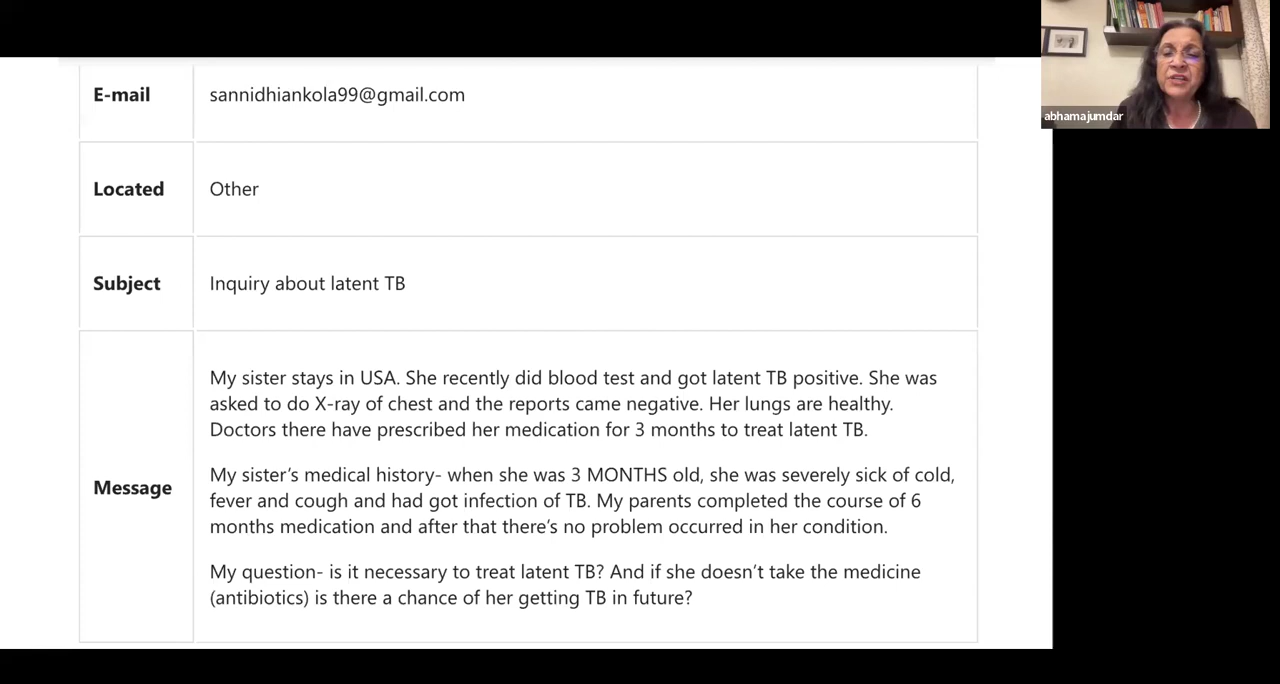 E-mail
sannidhiankola99@gmail.com
abhamajumdar
Located
Other
Subject
Inquiry about latent TB
Message
My sister stays in USA. She recently did blood test and got latent TB positive. She was
asked to do X-ray of chest and the reports came negative. Her lungs are healthy.
Doctors there have prescribed her medication for 3 months to treat latent TB.
My sister's medical history- when she was 3 MONTHS old, she was severely sick of cold,
fever and cough and had got infection of TB. My parents completed the course of 6
months medication and after that there's no problem occurred in her condition.
My question- is it necessary to treat latent TB? And if she doesn't take the medicine
(antibiotics) is there a chance of her getting TB in future?